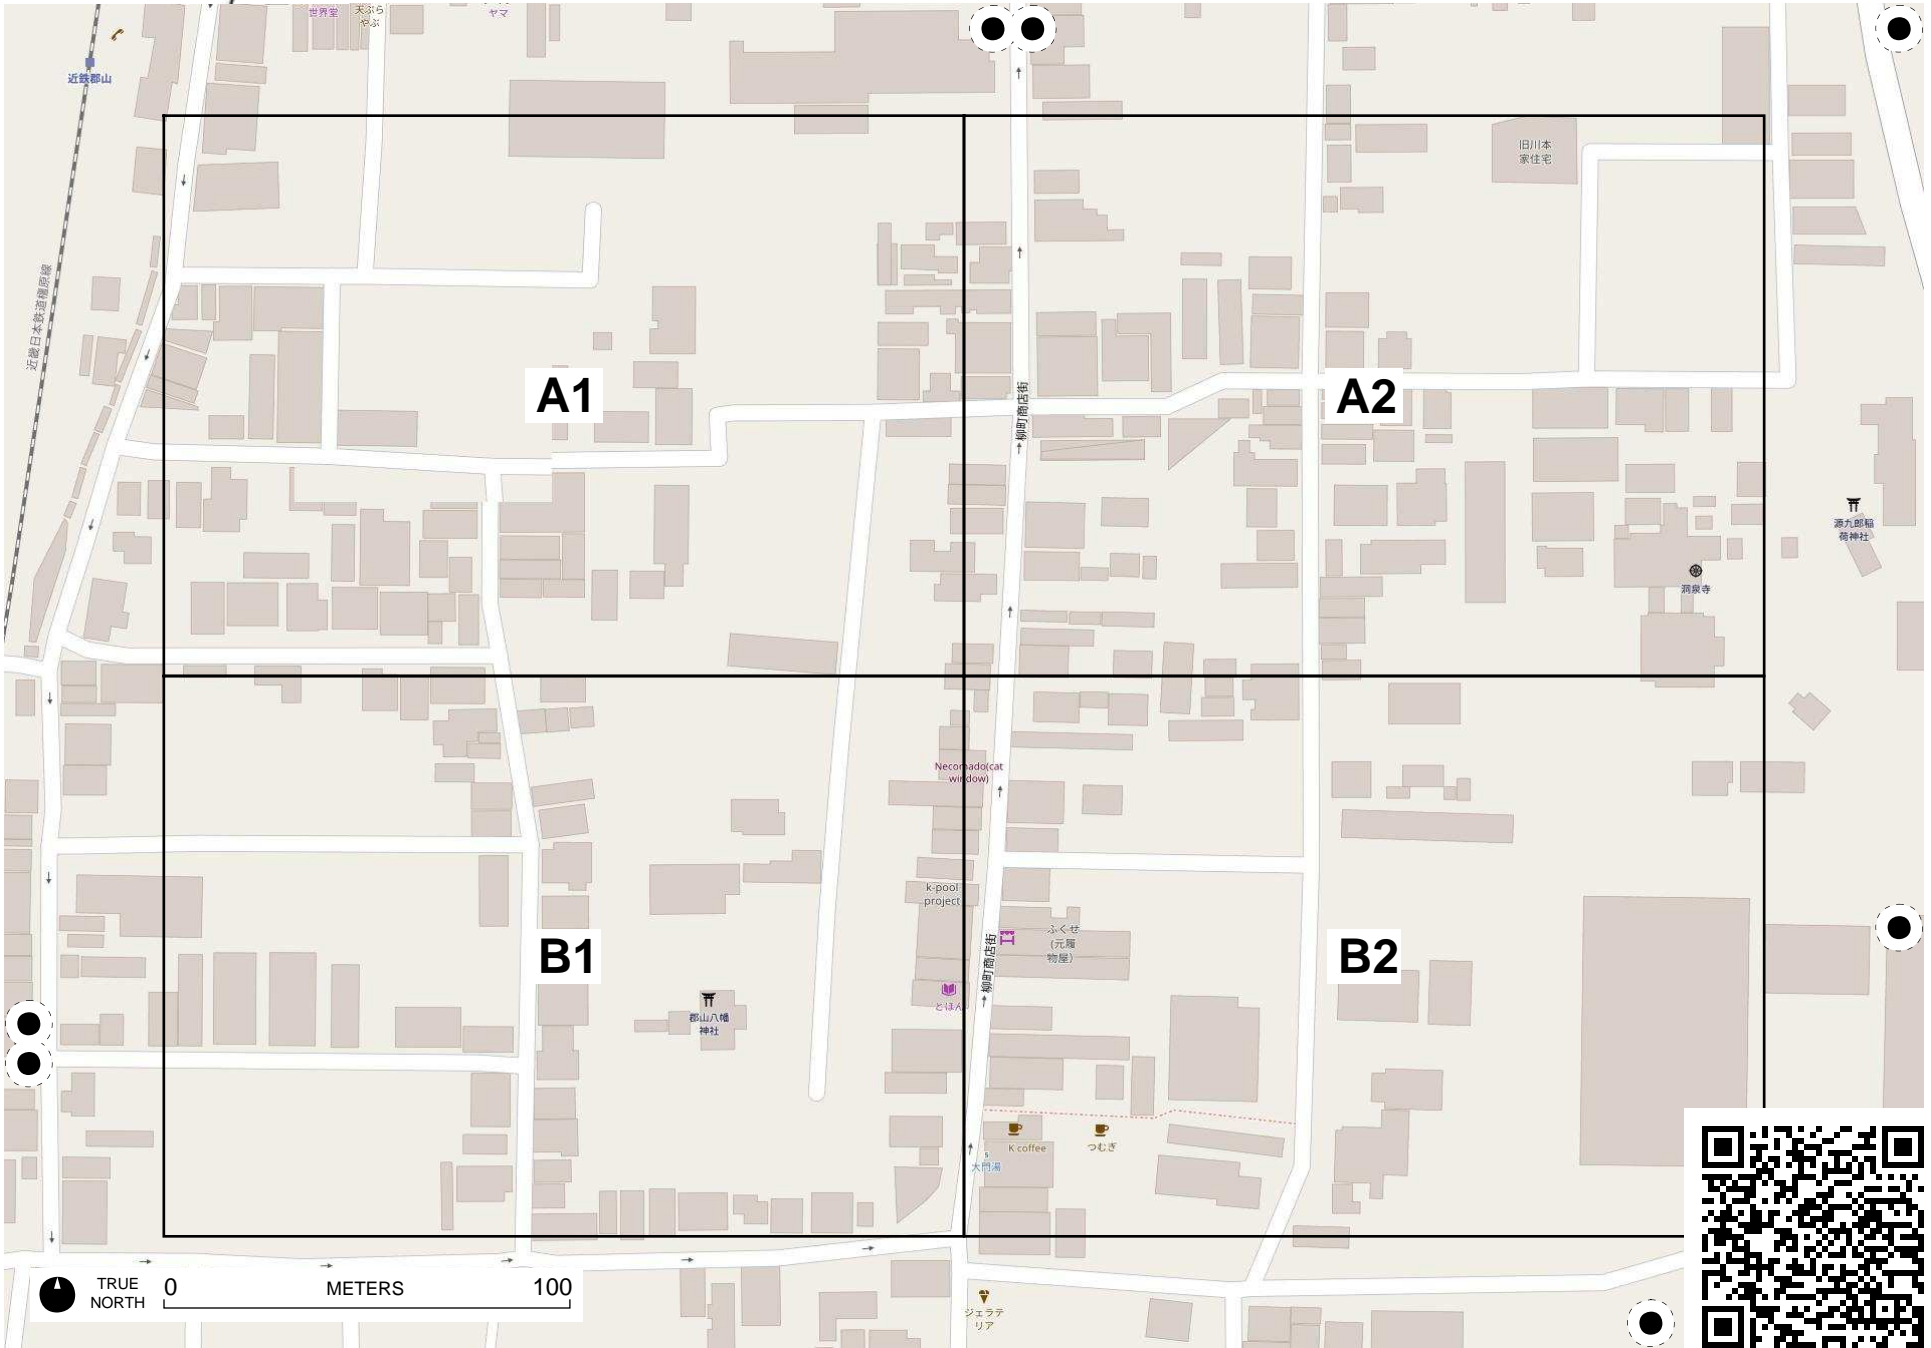 世界堂
天ぷら
やぶ
ヤマ
近鉄郡山
旧川本
家住宅
近畿日本鉄道橿原線
A1
A2
柳町商店街
源九郎稲
荷神社
洞泉寺
Necomado(cat
window)
k-pool
project
B1
B2
柳町商店街
ふくせ
(元履
物屋)
とほん
郡山八幡
神社
K coffee
つむぎ
大門湯
TRUE
NORTH
0 METERS 100
ジェラテ
リア